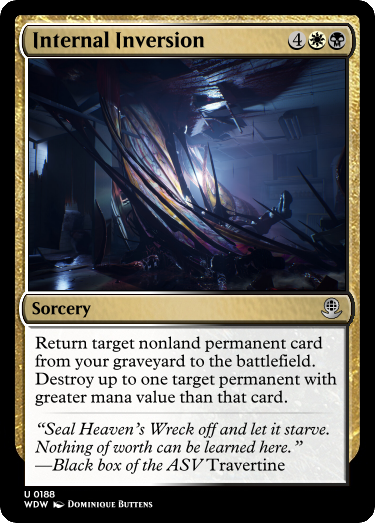 Internal Inversion 4
Sorcery
Return target nonland permanent card
from your graveyard to the battlefield.
Destroy up to one target permanent with
greater mana value than that card.
“Seal Heaven’s Wreck off and let it starve.
Nothing of worth can be learned here.”
—Black box of the ASV Travertine
U 0188
WDW Dominique Buttens